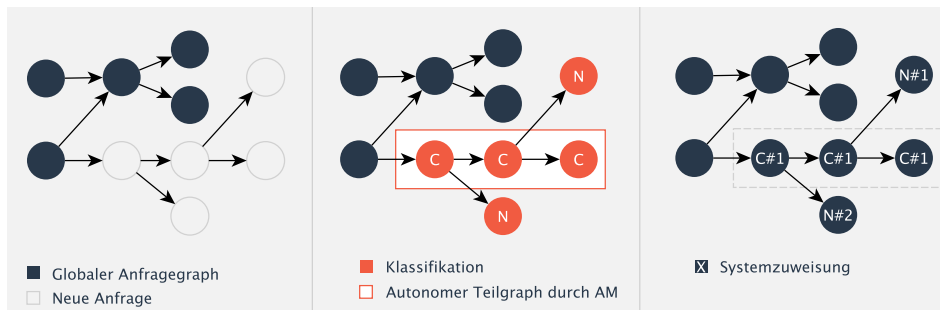 Globaler Anfragegraph
Neue Anfrage
N
C C C
N
Klassifikation
Autonomer Teilgraph durch AM
N#1
C#1 C#1 C#1
N#2
X Systemzuweisung